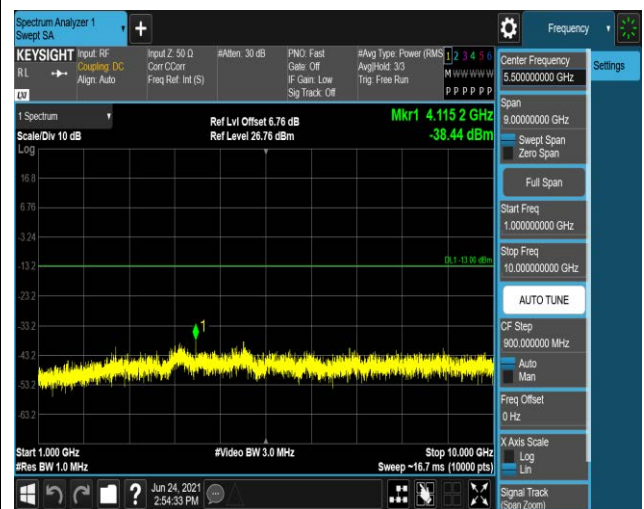 Spectrum Analyzer 1
Swept SA
+
Frequency
KEYSIGHT
RL
LXI
Input: RF
Coupling: DC
Align: Auto
Input Z: 50 Ω
Corr CCorr
Freq Ref: Int (S)
#Atten: 30 dB
PNO: Fast
Gate: Off
IF Gain: Low
Sig Track: Off
#Avg Type: Power (RMS
Avg|Hold: 3/3
Trig: Free Run
1 2 3 4 5 6
M W W W W W
P P P P P P
1 Spectrum
Scale/Div 10 dB
Log
Ref Lvl Offset 6.76 dB
Ref Level 26.76 dBm
Mkr1 4.115 2 GHz
-38.44 dBm
16.8
6.76
-3.24
-13.2
DL1 -13.00 dBm
-23.2
-33.2
1
-43.2
-53.2
-63.2
Start 1.000 GHz
#Res BW 1.0 MHz
#Video BW 3.0 MHz
Stop 10.000 GHz
Sweep ~16.7 ms (10000 pts)
?
Jun 24, 2021
2:54:33 PM
Center Frequency
5.500000000 GHz
Settings
Span
9.00000000 GHz
Swept Span
Zero Span
Full Span
Start Freq
1.000000000 GHz
Stop Freq
10.000000000 GHz
AUTO TUNE
CF Step
900.000000 MHz
Auto
Man
Freq Offset
0 Hz
X Axis Scale
Log
Lin
Signal Track
(Span Zoom)